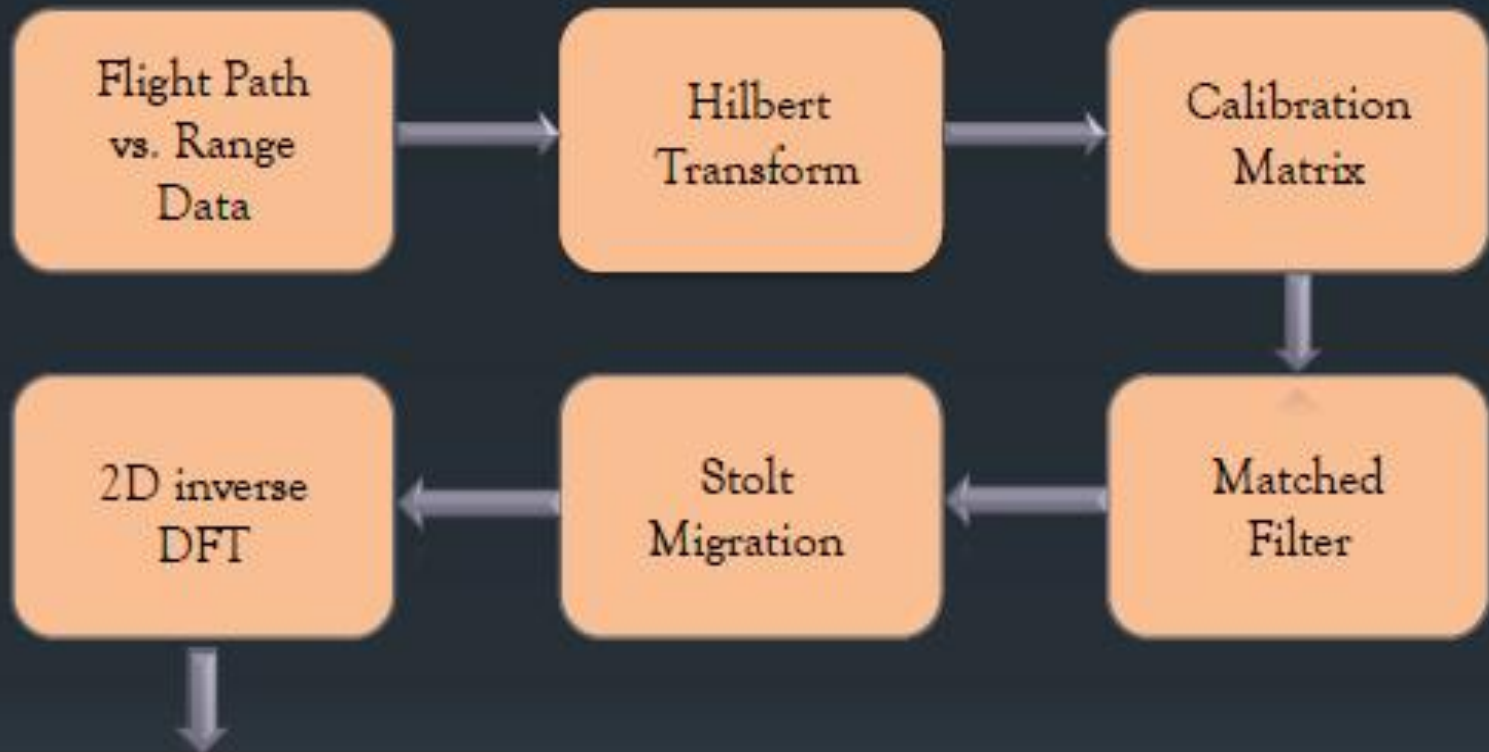 Flight Path
vs. Range
Data
Hilbert
Transform
Calibration
Matrix
Matched
Filter
Stolt
Migration
2D inverse
DFT